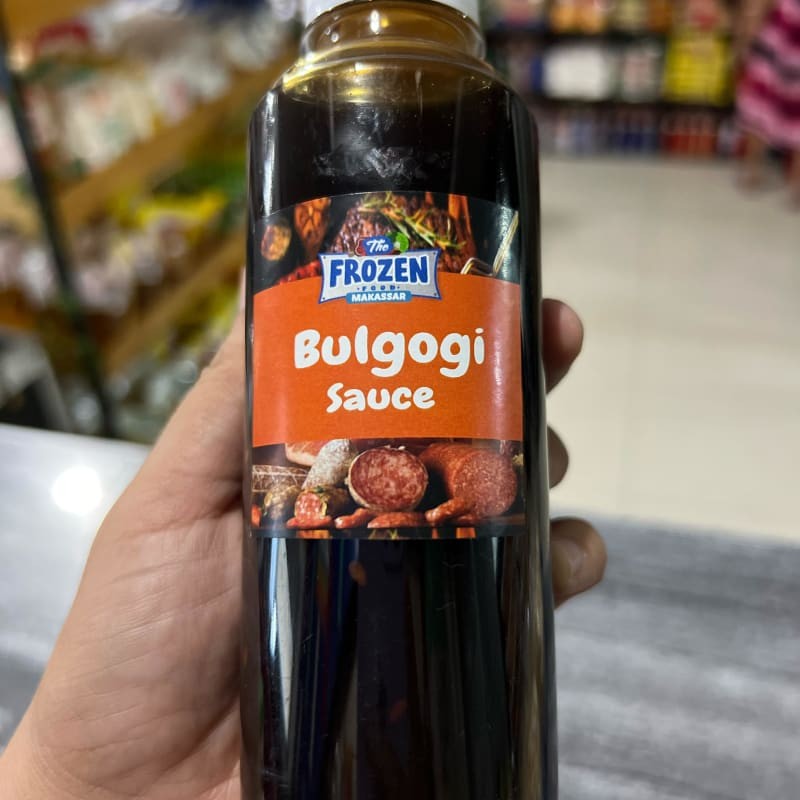 The
FROZEN
FOOD
MAKASSAR
Bulgogi
Sauce